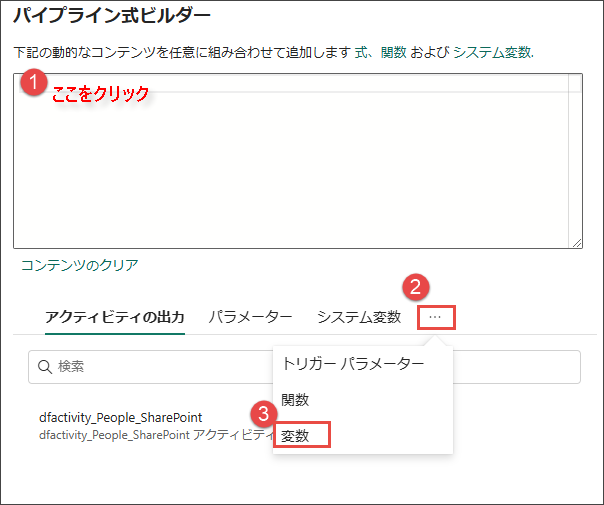 パイプライン式ビルダー
下記の動的なコンテンツを任意に組み合わせて追加します 式、関数 および システム変数.
1 ここをクリック
コンテンツのクリア
2
アクティビティの出力 パラメーター システム変数 …
検索
トリガー パラメーター
関数
dfactivity_People_SharePoint
3
dfactivity_People_SharePoint アクティビティ
変数